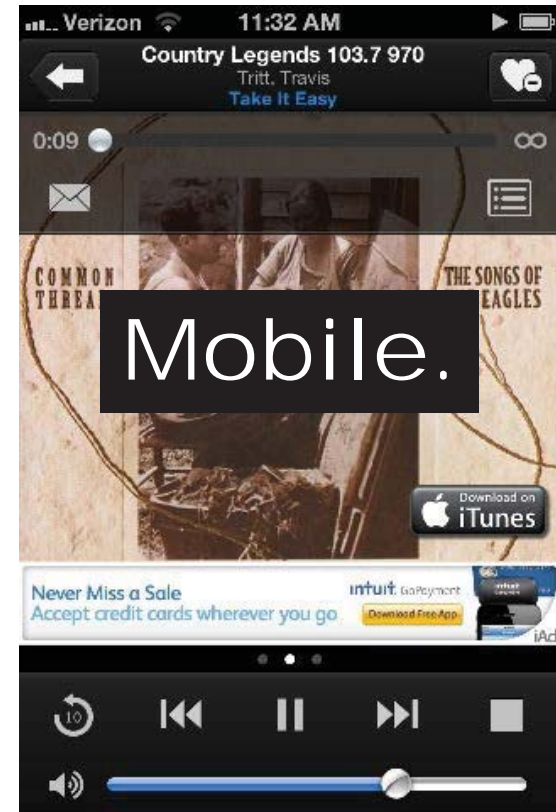 Verizon 11:32 AM
Country Legends 103.7 970
Tritt, Travis
Take It Easy
0:09 ∞
COMMON
THREA
THE SONGS OF
EAGLES
Mobile.
Download on
iTunes
Never Miss a Sale
Accept credit cards wherever you go
intuit GoPayment
Download Free App
iAd
10